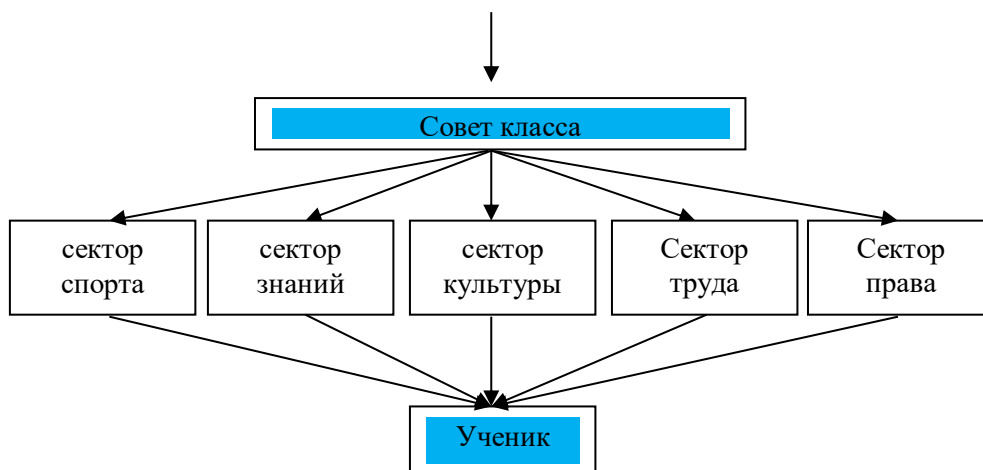 Совет класса
сектор
спорта
сектор
знаний
сектор
культуры
Сектор
труда
Сектор
права
Ученик